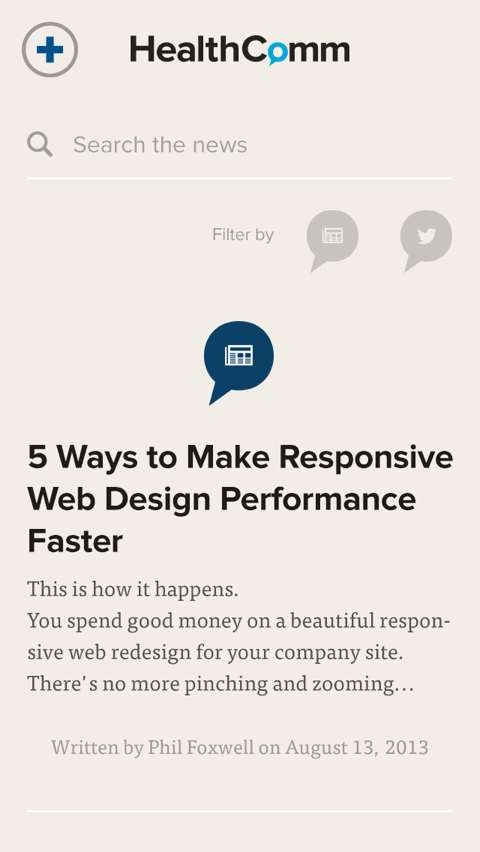 HealthComm
Search the news
Filter by
5 Ways to Make Responsive
Web Design Performance
Faster
This is how it happens.
You spend good money on a beautiful respon-
sive web redesign for your company site.
There's no more pinching and zooming…
Written by Phil Foxwell on August 13, 2013